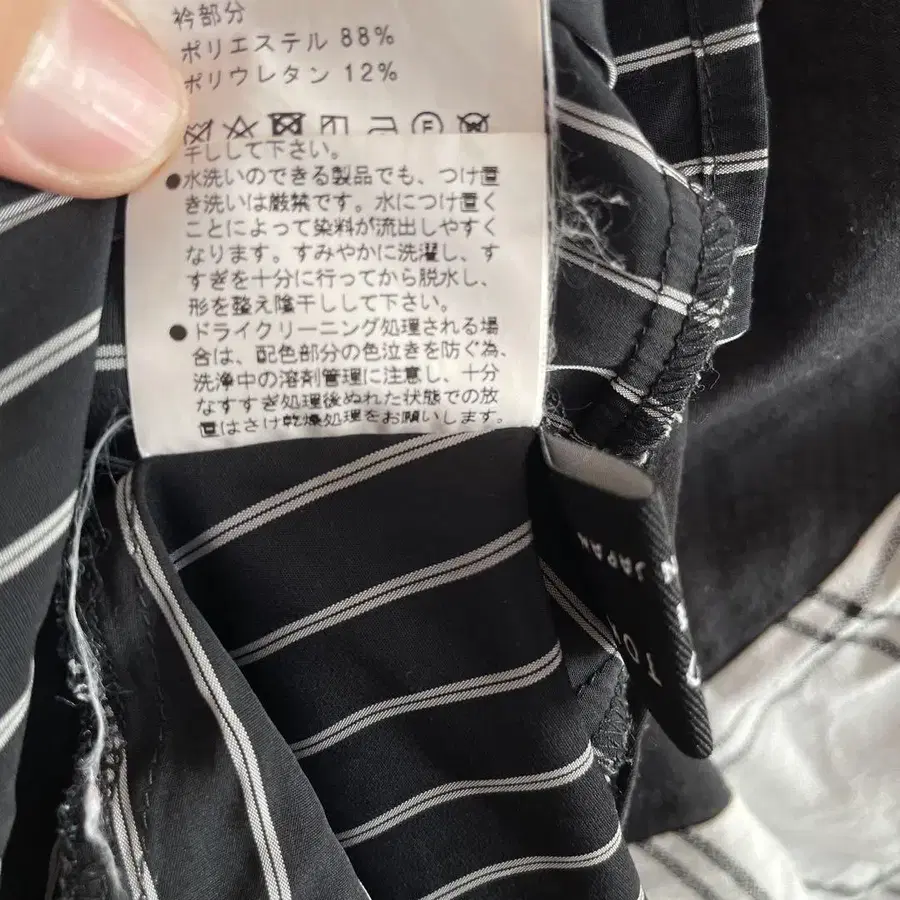 衿部分
ポリエステル 88%
ポリウレタン 12%
干しして下さい。
●水洗いのできる製品でも、つけ置
き洗いは厳禁です。水につけ置く
ことによって染料が流出しやすく
なります。すみやかに洗濯し、す
すぎを十分に行ってから脱水し、
形を整え陰干しして下さい。
●ドライクリーニング処理される場
合は、配色部分の色泣きを防ぐ為、
洗浄中の溶剤管理に注意し、十分
なすすぎ処理後ぬれた状態での放
置はさけ乾燥処理をお願いします。
JAPAN